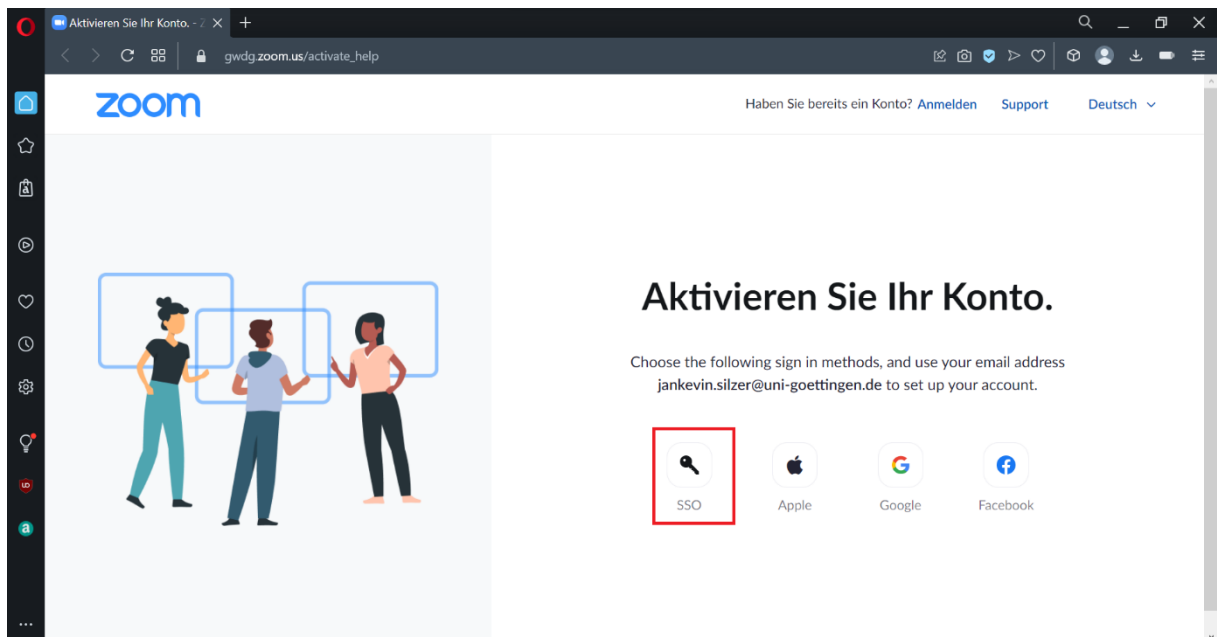 Aktivieren Sie Ihr Konto. - Z
gwdg.zoom.us/activate_help
zoom
Haben Sie bereits ein Konto? Anmelden Support Deutsch
Aktivieren Sie Ihr Konto.
Choose the following sign in methods, and use your email address
jankevin.silzer@uni-goettingen.de to set up your account.
SSO Apple Google Facebook